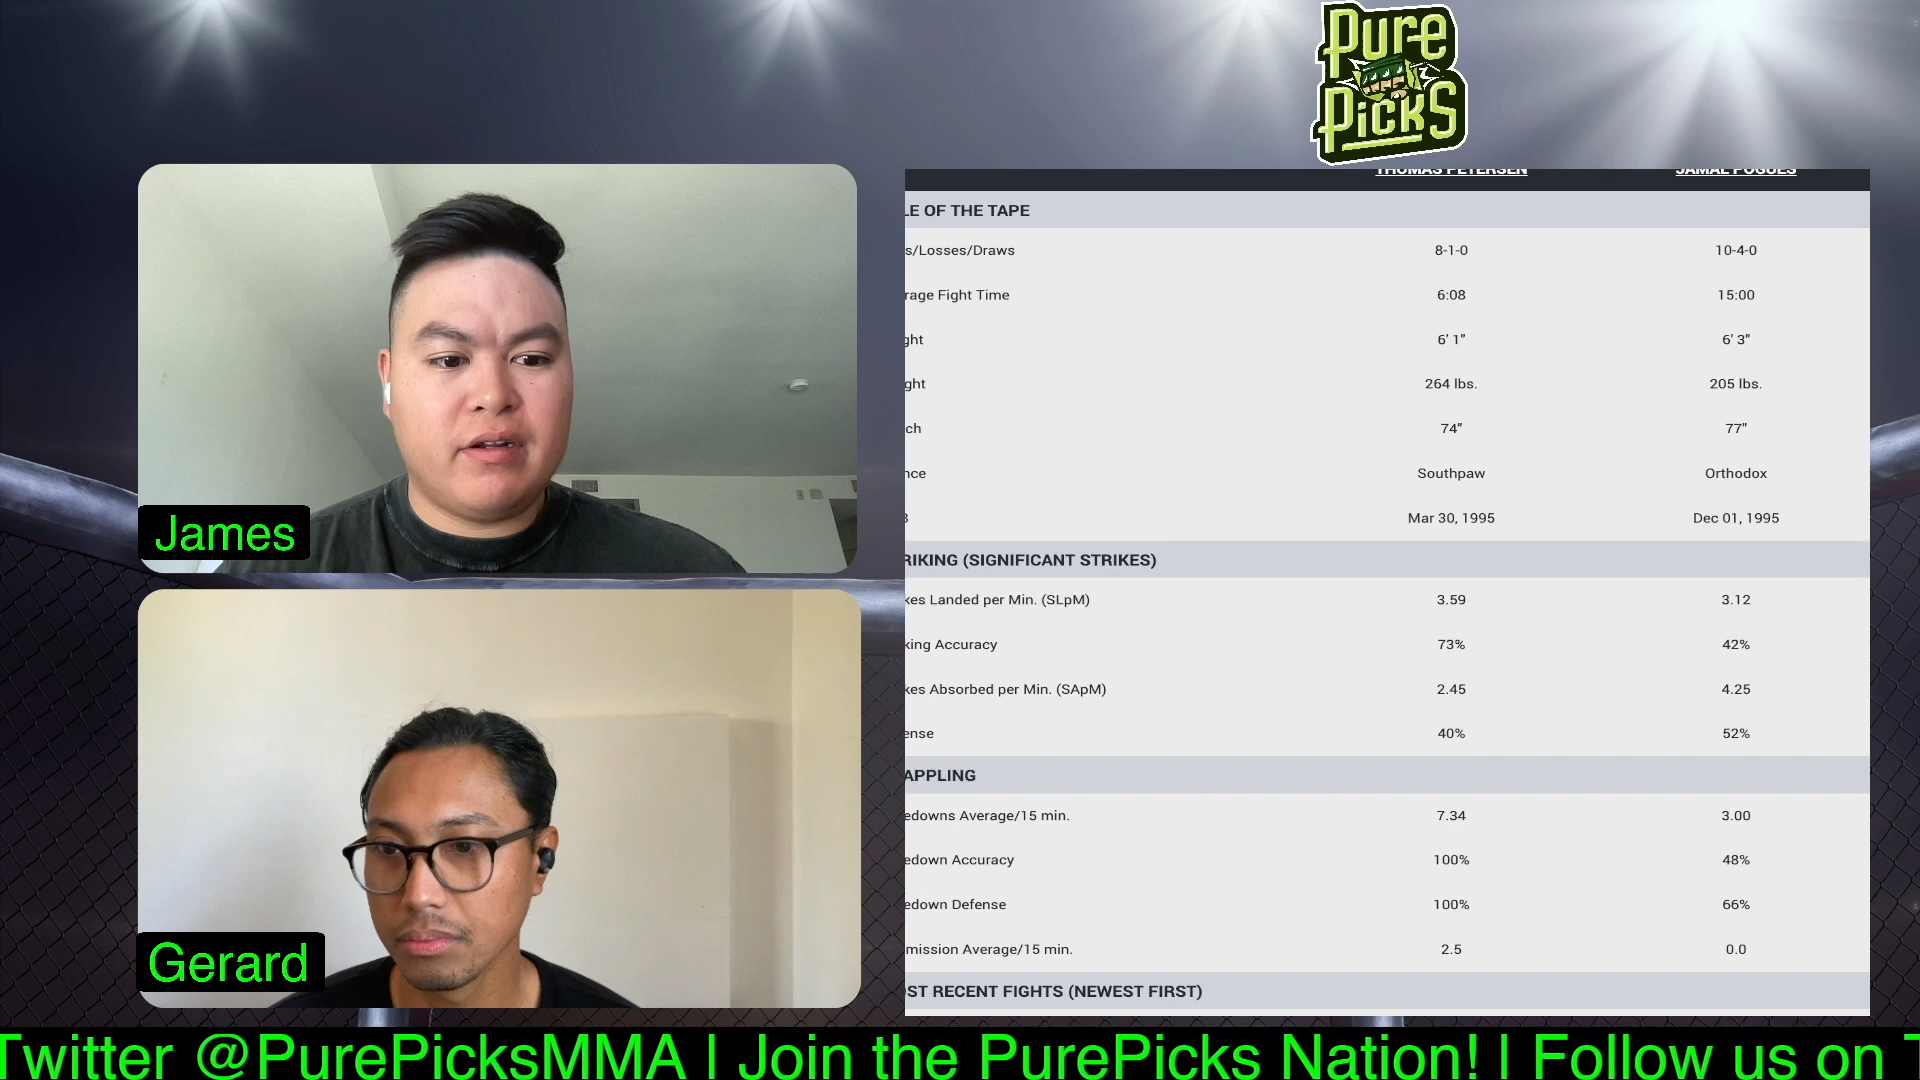 Pure
Picks
THOMAS PETERSEN JAMAL POGUES
LE OF THE TAPE
s/Losses/Draws 8-1-0 10-4-0
rage Fight Time 6:08 15:00
ght 6' 1" 6' 3"
ght 264 lbs. 205 lbs.
ch 74" 77"
nce Southpaw Orthodox
B Mar 30, 1995 Dec 01, 1995
RIKING (SIGNIFICANT STRIKES)
kes Landed per Min. (SLpM) 3.59 3.12
king Accuracy 73% 42%
kes Absorbed per Min. (SApM) 2.45 4.25
ense 40% 52%
APPLING
edowns Average/15 min. 7.34 3.00
edown Accuracy 100% 48%
edown Defense 100% 66%
mission Average/15 min. 2.5 0.0
ST RECENT FIGHTS (NEWEST FIRST)
James
Gerard
Twitter @PurePicksMMA | Join the PurePicks Nation! | Follow us on T